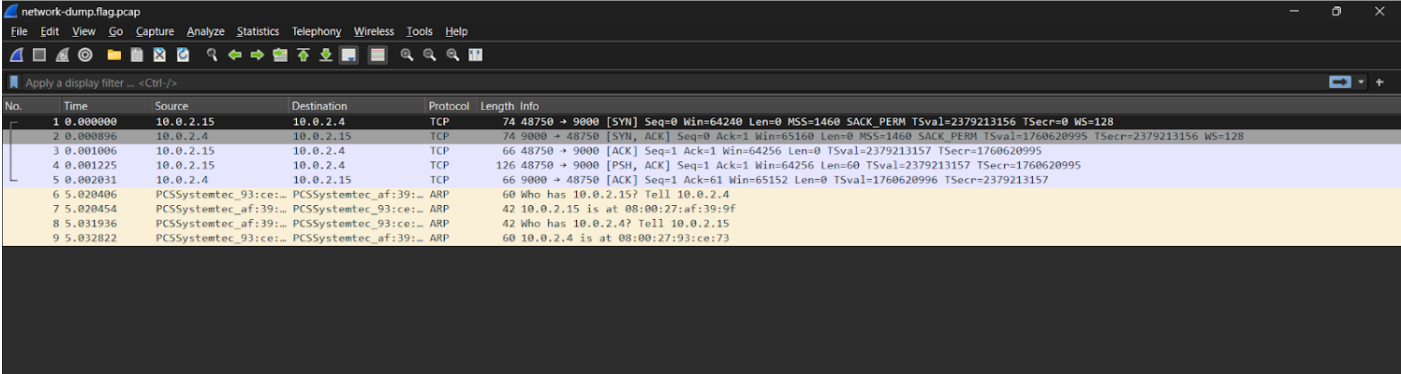 network-dump.flag.pcap
File Edit View Go Capture Analyze Statistics Telephony Wireless Tools Help
Apply a display filter ... <Ctrl-/>
No. Time Source Destination Protocol Length Info
1 0.000000 10.0.2.15 10.0.2.4 TCP 74 48750 → 9000 [SYN] Seq=0 Win=64240 Len=0 MSS=1460 SACK_PERM TSval=2379213156 TSecr=0 WS=128
2 0.000896 10.0.2.4 10.0.2.15 TCP 74 9000 → 48750 [SYN, ACK] Seq=0 Ack=1 Win=65160 Len=0 MSS=1460 SACK_PERM TSval=1760620995 TSecr=2379213156 WS=128
3 0.001006 10.0.2.15 10.0.2.4 TCP 66 48750 → 9000 [ACK] Seq=1 Ack=1 Win=64256 Len=0 TSval=2379213157 TSecr=1760620995
4 0.001225 10.0.2.15 10.0.2.4 TCP 126 48750 → 9000 [PSH, ACK] Seq=1 Ack=1 Win=64256 Len=60 TSval=2379213157 TSecr=1760620995
5 0.002031 10.0.2.4 10.0.2.15 TCP 66 9000 → 48750 [ACK] Seq=1 Ack=61 Win=65152 Len=0 TSval=1760620996 TSecr=2379213157
6 5.020406 PCSSystemtec_93:ce:… PCSSystemtec_af:39:… ARP 60 Who has 10.0.2.15? Tell 10.0.2.4
7 5.020454 PCSSystemtec_af:39:… PCSSystemtec_93:ce:… ARP 42 10.0.2.15 is at 08:00:27:af:39:9f
8 5.031936 PCSSystemtec_af:39:… PCSSystemtec_93:ce:… ARP 42 Who has 10.0.2.4? Tell 10.0.2.15
9 5.032822 PCSSystemtec_93:ce:… PCSSystemtec_af:39:… ARP 60 10.0.2.4 is at 08:00:27:93:ce:73